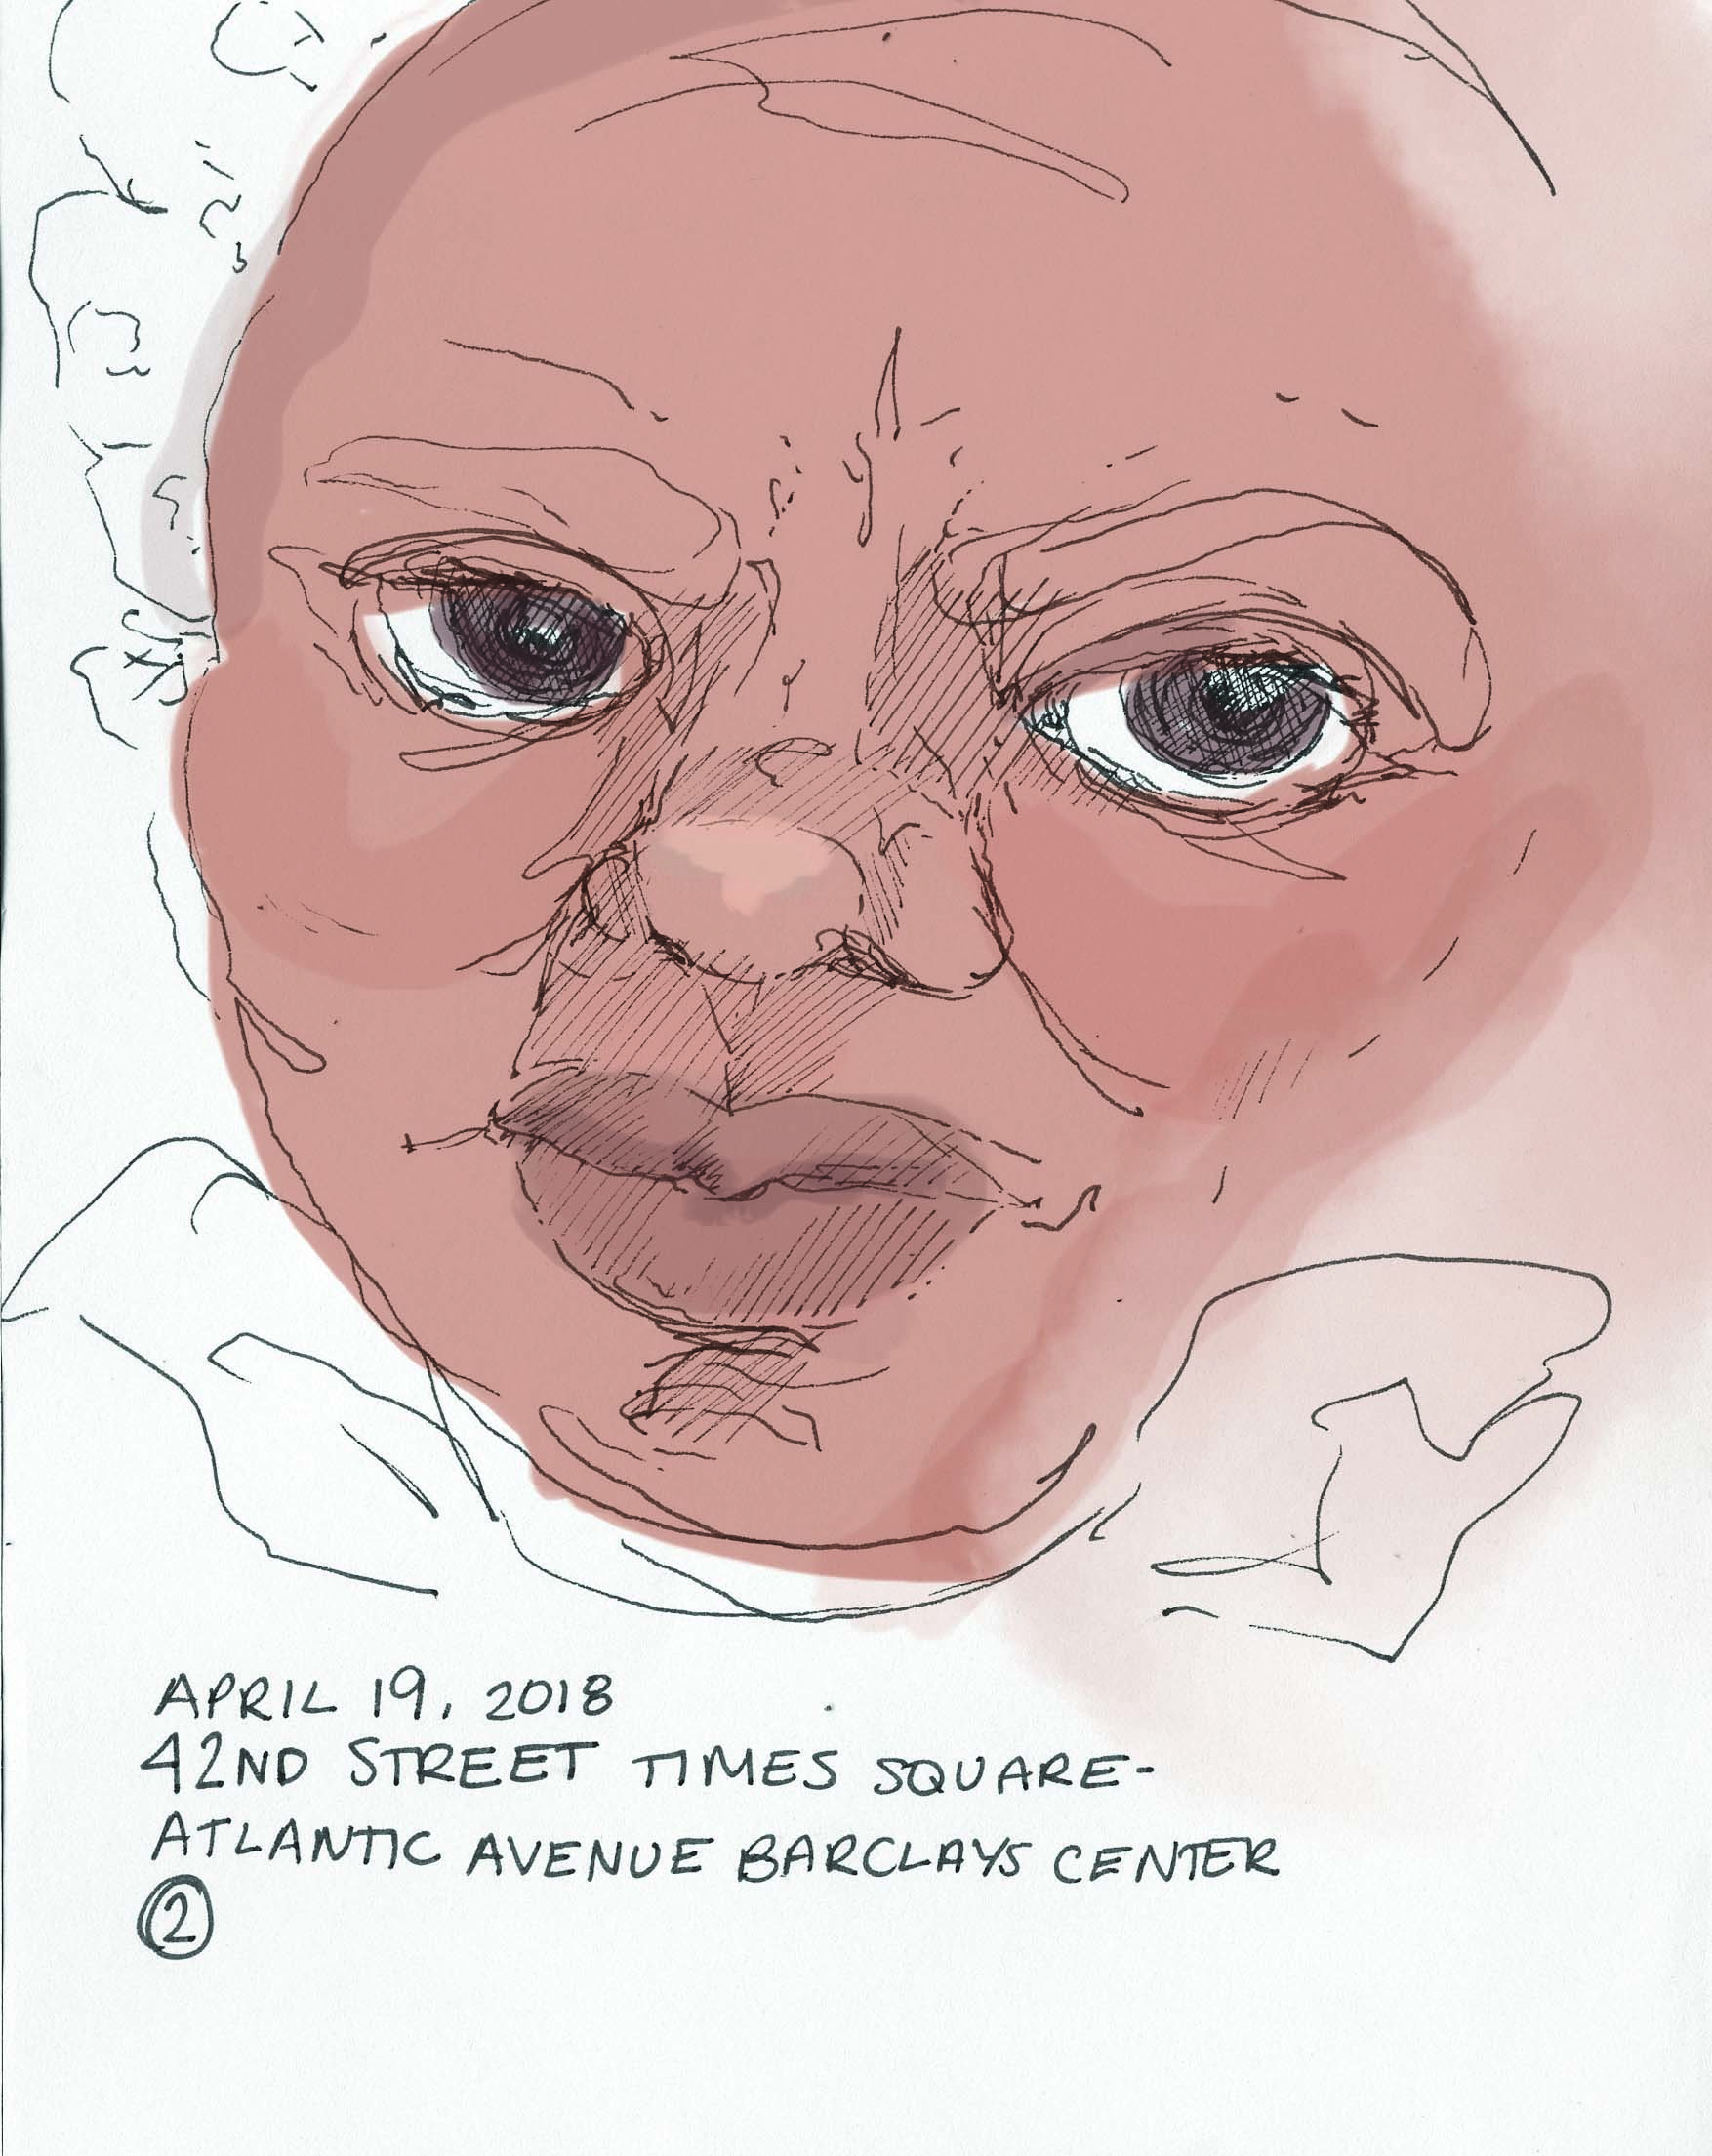 APRIL 19, 2018
42ND STREET TIMES SQUARE-
ATLANTIC AVENUE BARCLAYS CENTER
2